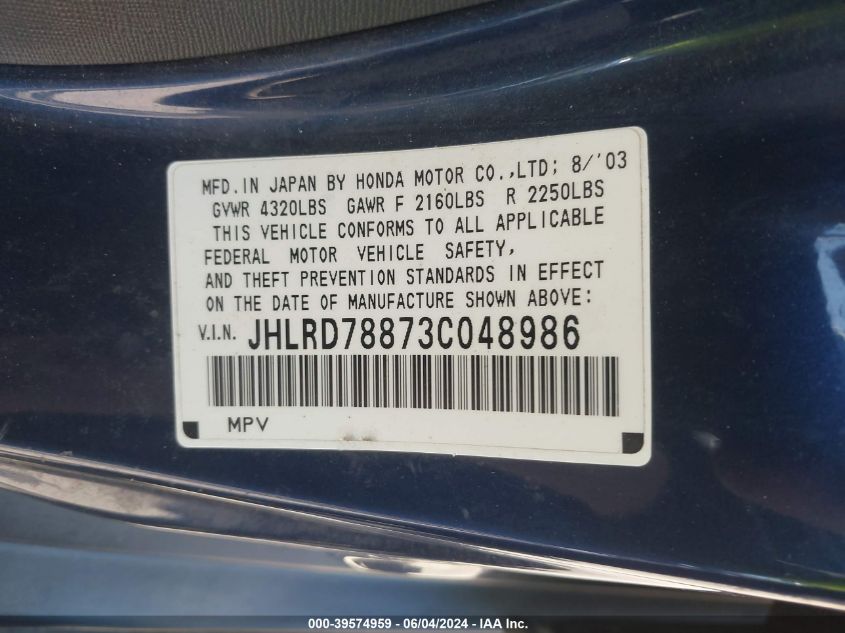 MFD.IN JAPAN BY HONDA MOTOR CO.,LTD; 8/'03
GVWR 4320LBS GAWR F 2160LBS R 2250LBS
THIS VEHICLE CONFORMS TO ALL APPLICABLE
FEDERAL MOTOR VEHICLE SAFETY,
AND THEFT PREVENTION STANDARDS IN EFFECT
ON THE DATE OF MANUFACTURE SHOWN ABOVE:
V.I.N. JHLRD78873C048986
MPV
000-39574959 - 06/04/2024 - IAA Inc.